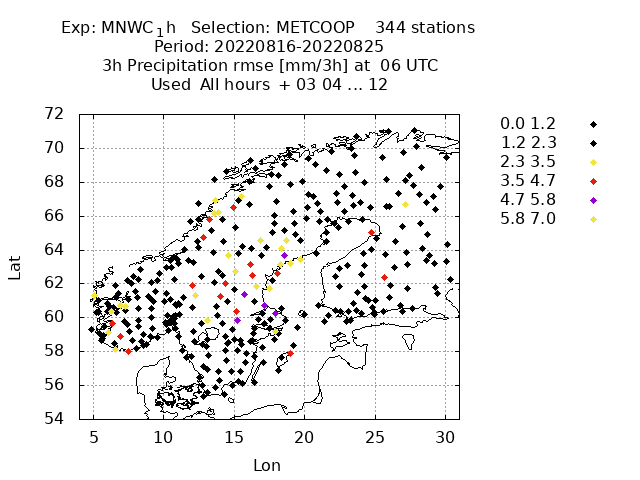 Exp: MNWC_1h   Selection: METCOOP    344 stations
Period: 20220816-20220825
3h Precipitation rmse [mm/3h] at  06 UTC
Used  All hours  + 03 04 ... 12
72
70
68
66
64
62
60
58
56
54
Lat
5 10 15 20 25 30
Lon
0.0 1.2
1.2 2.3
2.3 3.5
3.5 4.7
4.7 5.8
5.8 7.0